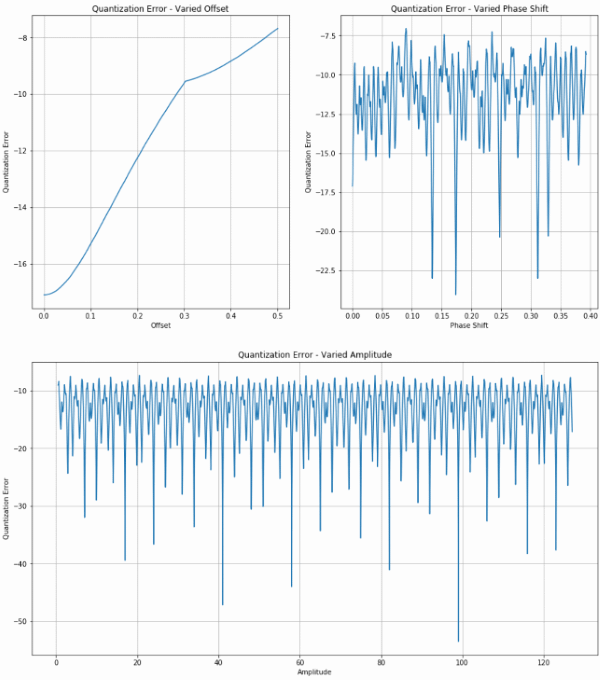 Quantization Error - Varied Offset
Quantization Error
−8
−10
−12
−14
−16
0.0 0.1 0.2 0.3 0.4 0.5
Offset
Quantization Error - Varied Phase Shift
Quantization Error
−7.5
−10.0
−12.5
−15.0
−17.5
−20.0
−22.5
0.00 0.05 0.10 0.15 0.20 0.25 0.30 0.35 0.40
Phase Shift
Quantization Error - Varied Amplitude
Quantization Error
−10
−20
−30
−40
−50
0 20 40 60 80 100 120
Amplitude